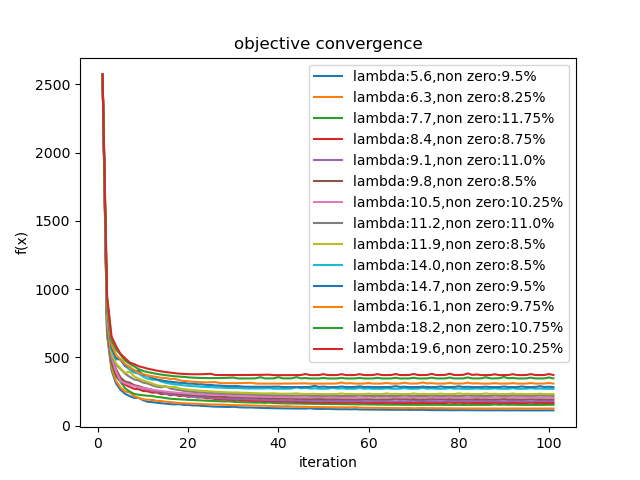 objective convergence
2500
2000
1500
1000
500
0
f(x)
lambda:5.6,non zero:9.5%
lambda:6.3,non zero:8.25%
lambda:7.7,non zero:11.75%
lambda:8.4,non zero:8.75%
lambda:9.1,non zero:11.0%
lambda:9.8,non zero:8.5%
lambda:10.5,non zero:10.25%
lambda:11.2,non zero:11.0%
lambda:11.9,non zero:8.5%
lambda:14.0,non zero:8.5%
lambda:14.7,non zero:9.5%
lambda:16.1,non zero:9.75%
lambda:18.2,non zero:10.75%
lambda:19.6,non zero:10.25%
0 20 40 60 80 100
iteration